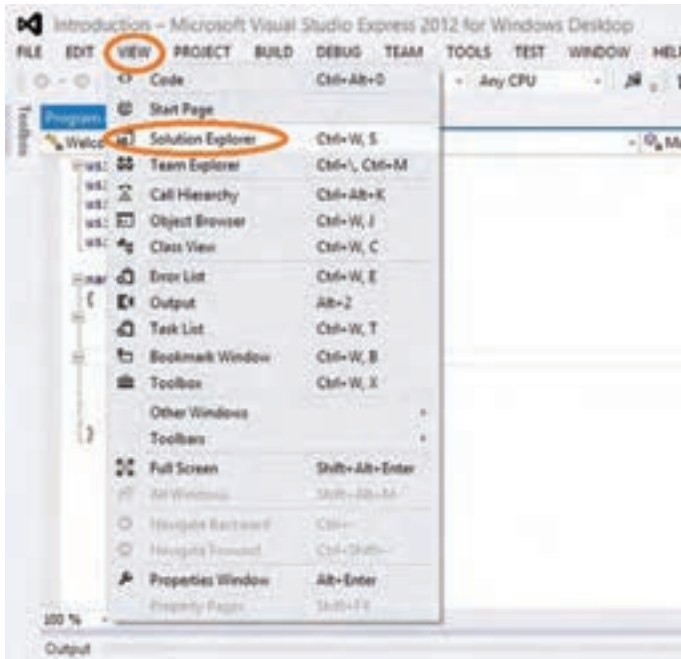 Introduction – Microsoft Visual Studio Express 2012 for Windows Desktop
FILE EDIT VIEW PROJECT BUILD DEBUG TEAM TOOLS TEST WINDOW HEL
Code Ctrl+Alt+0
Any CPU
Start Page
Toolbox
Program
Solution Explorer Ctrl+W, S
Welco
Team Explorer Ctrl+\, Ctrl+M
Call Hierarchy Ctrl+Alt+K
Object Browser Ctrl+W, J
Class View Ctrl+W, C
Error List Ctrl+W, E
Output Alt+2
Task List Ctrl+W, T
Bookmark Window Ctrl+W, B
Toolbox Ctrl+W, X
Other Windows
Toolbars
Full Screen Shift+Alt+Enter
All Windows Shift+Alt+M
Navigate Backward
Navigate Forward
Properties Window Alt+Enter
Property Pages Shift+F4
100 %
Output